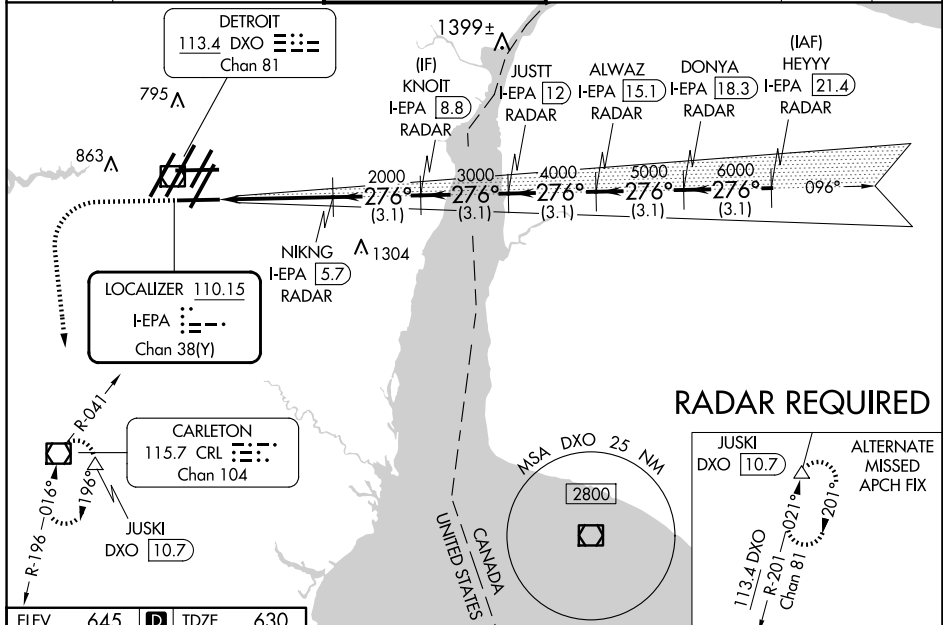 DETROIT
113.4 DXO
Chan 81
1399±
795
863
(IF)
KNOIT
I-EPA 8.8
RADAR
JUSTT
I-EPA 12
RADAR
ALWAZ
I-EPA 15.1
RADAR
DONYA
I-EPA 18.3
RADAR
(IAF)
HEYYY
I-EPA 21.4
RADAR
2000
3000
4000
5000
6000
276°
276°
276°
276°
276°
096°
(3.1)
(3.1)
(3.1)
(3.1)
(3.1)
NIKNG
I-EPA 5.7
RADAR
1304
LOCALIZER 110.15
I-EPA
Chan 38(Y)
R-041
CARLETON
115.7 CRL
Chan 104
016°
196°
R-196
JUSKI
DXO 10.7
RADAR REQUIRED
MSA DXO 25 NM
2800
CANADA
UNITED STATES
JUSKI
DXO 10.7
ALTERNATE
MISSED
APCH FIX
021°
201°
113.4 DXO
R-201
Chan 81
ELEV 645 D TDZE 630